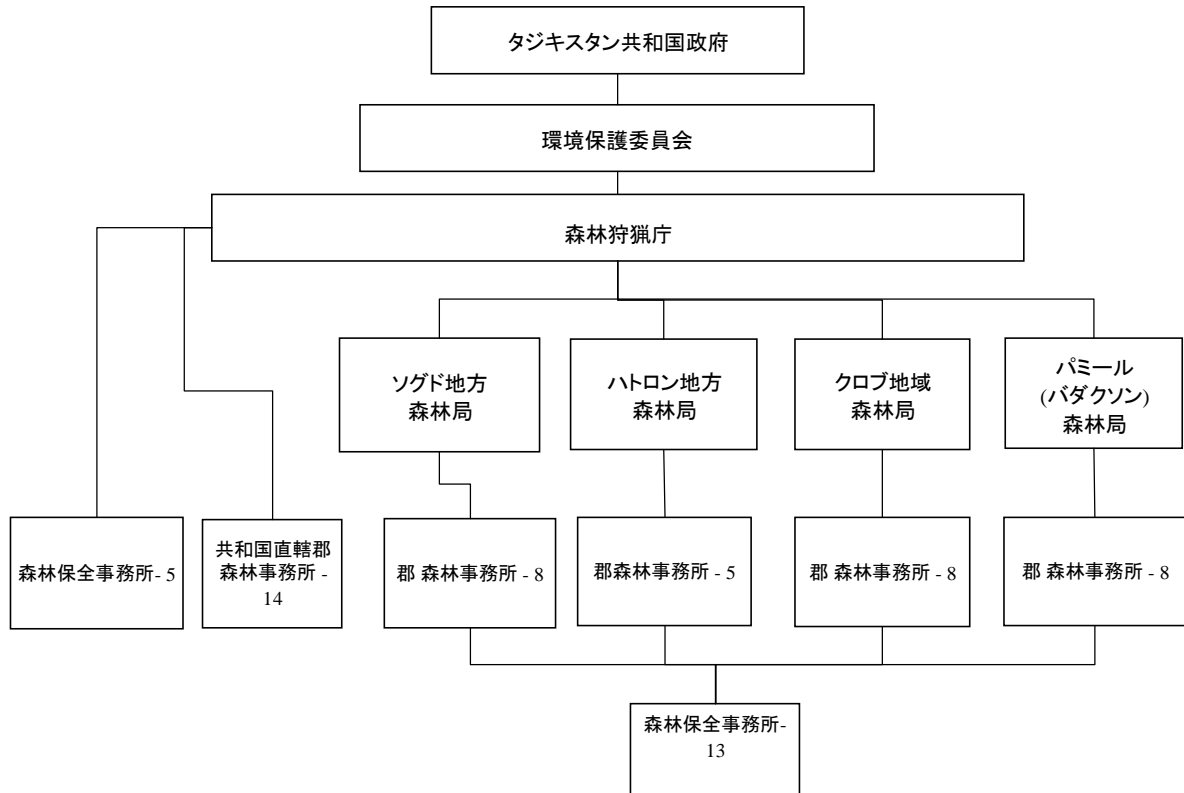 タジキスタン共和国政府
環境保護委員会
森林狩猟庁
ソグド地方
森林局
ハトロン地方
森林局
クロブ地域
森林局
パミール
(バダクソン)
森林局
森林保全事務所- 5
共和国直轄郡
森林事務所 -
14
郡 森林事務所 - 8
郡森林事務所 - 5
郡 森林事務所 - 8
郡 森林事務所 - 8
森林保全事務所-
13